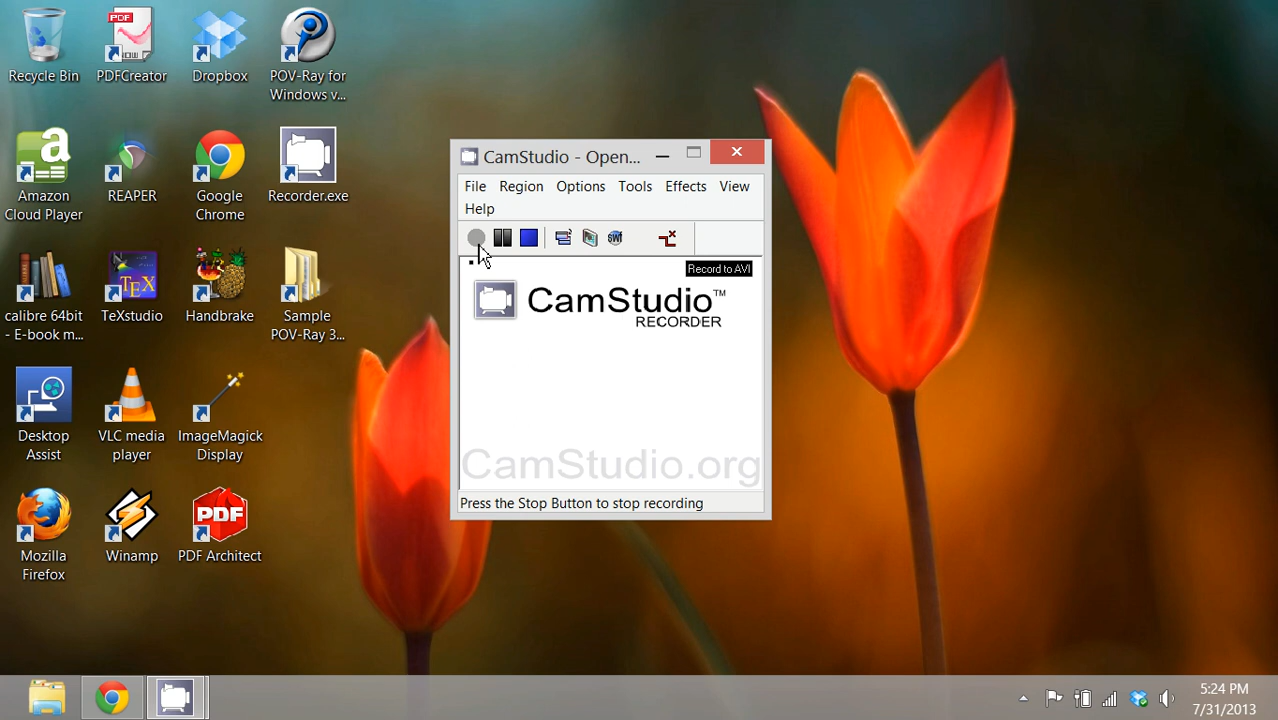 Recycle Bin
PDFCreator
Dropbox
POV-Ray for
Windows v...
Amazon
Cloud Player
REAPER
Google
Chrome
Recorder.exe
calibre 64bit
- E-book m...
TeXstudio
Handbrake
Sample
POV-Ray 3...
Desktop
Assist
VLC media
player
ImageMagick
Display
Mozilla
Firefox
Winamp
PDF Architect
PDF
NOW
a
TEX
PDF
CamStudio - Open...
File Region Options Tools Effects View
Help
SWF
Record to AVI
CamStudio™
RECORDER
CamStudio.org
Press the Stop Button to stop recording
5:24 PM
7/31/2013